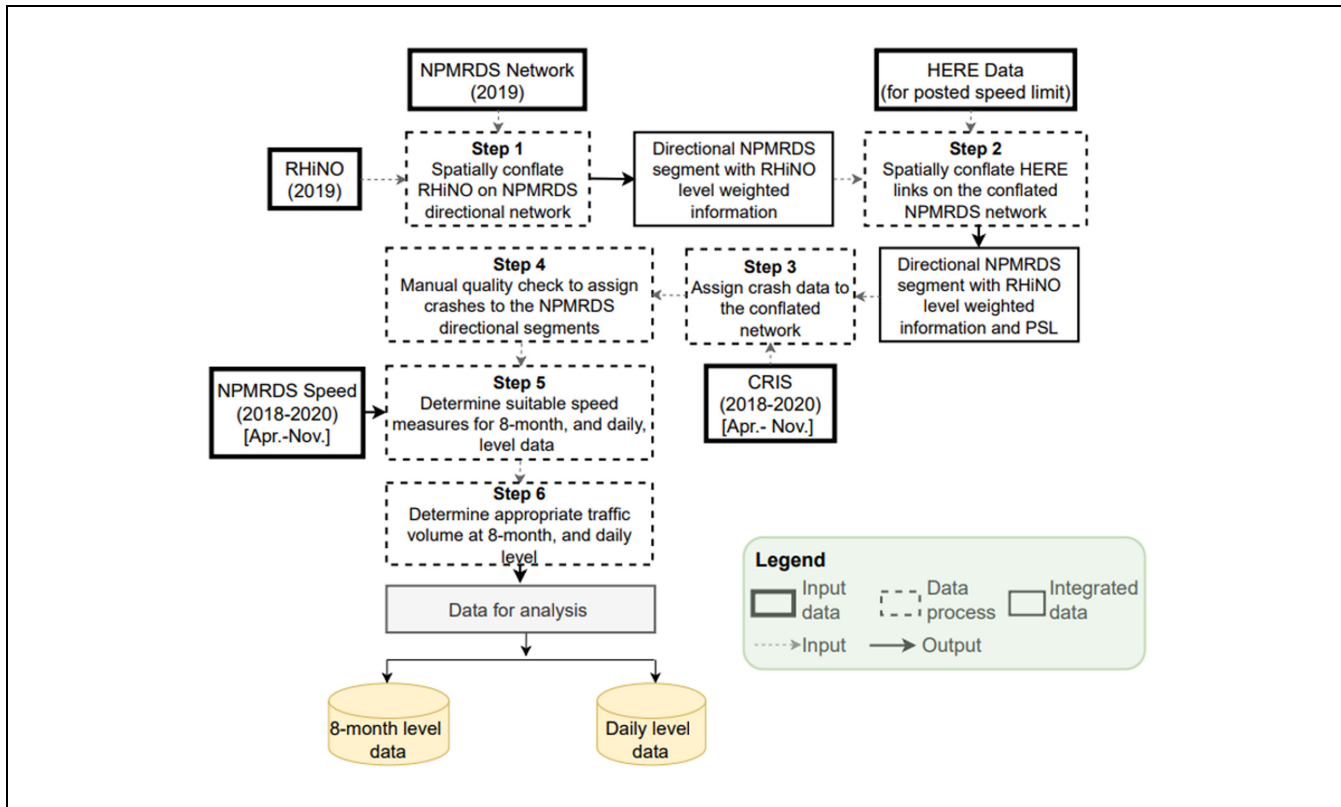 NPMRDS Network
(2019)
HERE Data
(for posted speed limit)
RHiNO
(2019)
Step 1
Spatially conflate
RHiNO on NPMRDS
directional network
Directional NPMRDS
segment with RHiNO
level weighted
information
Step 2
Spatially conflate HERE
links on the conflated
NPMRDS network
Step 4
Manual quality check to assign
crashes to the NPMRDS
directional segments
Step 3
Assign crash data to
the conflated
network
Directional NPMRDS
segment with RHiNO
level weighted
information and PSL
NPMRDS Speed
(2018-2020)
[Apr.-Nov.]
Step 5
Determine suitable speed
measures for 8-month, and daily,
level data
CRIS
(2018-2020)
[Apr.- Nov.]
Step 6
Determine appropriate traffic
volume at 8-month, and daily
level
Data for analysis
8-month level
data
Daily level
data
Legend
Input
data
Data
process
Integrated
data
Input
Output